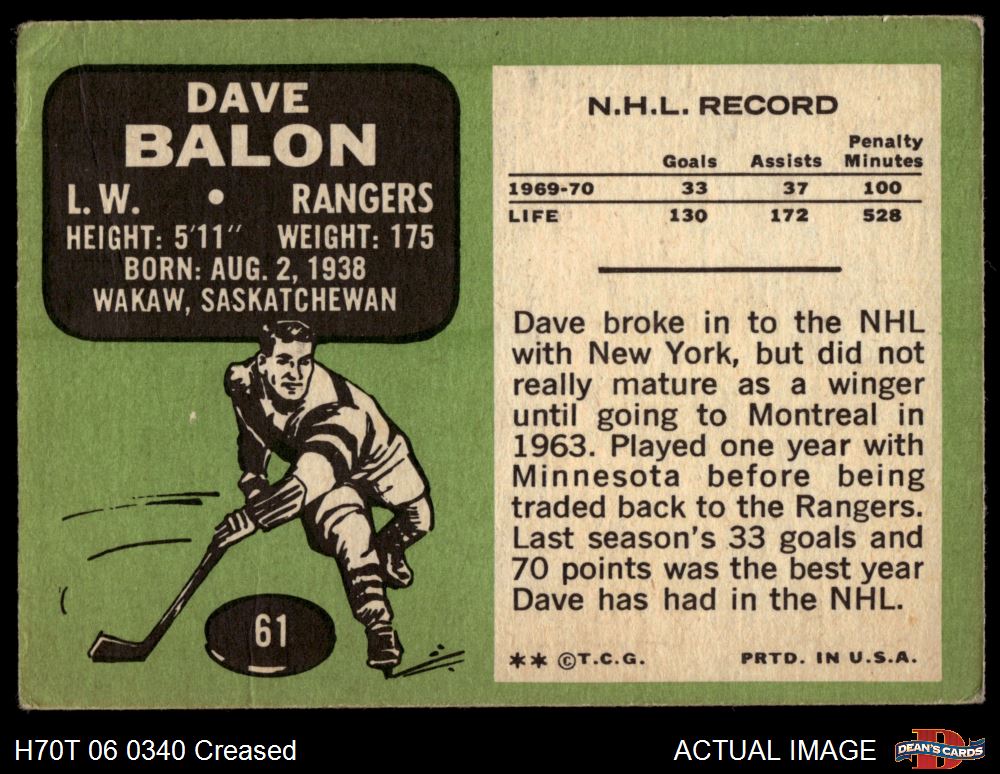 DAVE
BALON
L. W. • RANGERS
HEIGHT: 5'11" WEIGHT: 175
BORN: AUG. 2, 1938
WAKAW, SASKATCHEWAN
61
N.H.L. RECORD
Goals Assists Penalty Minutes
1969-70 33 37 100
LIFE 130 172 528
Dave broke in to the NHL
with New York, but did not
really mature as a winger
until going to Montreal in
1963. Played one year with
Minnesota before being
traded back to the Rangers.
Last season's 33 goals and
70 points was the best year
Dave has had in the NHL.
** ©T.C.G. PRTD. IN U.S.A.
H70T 06 0340 Creased
ACTUAL IMAGE
D
DEAN'S CARDS